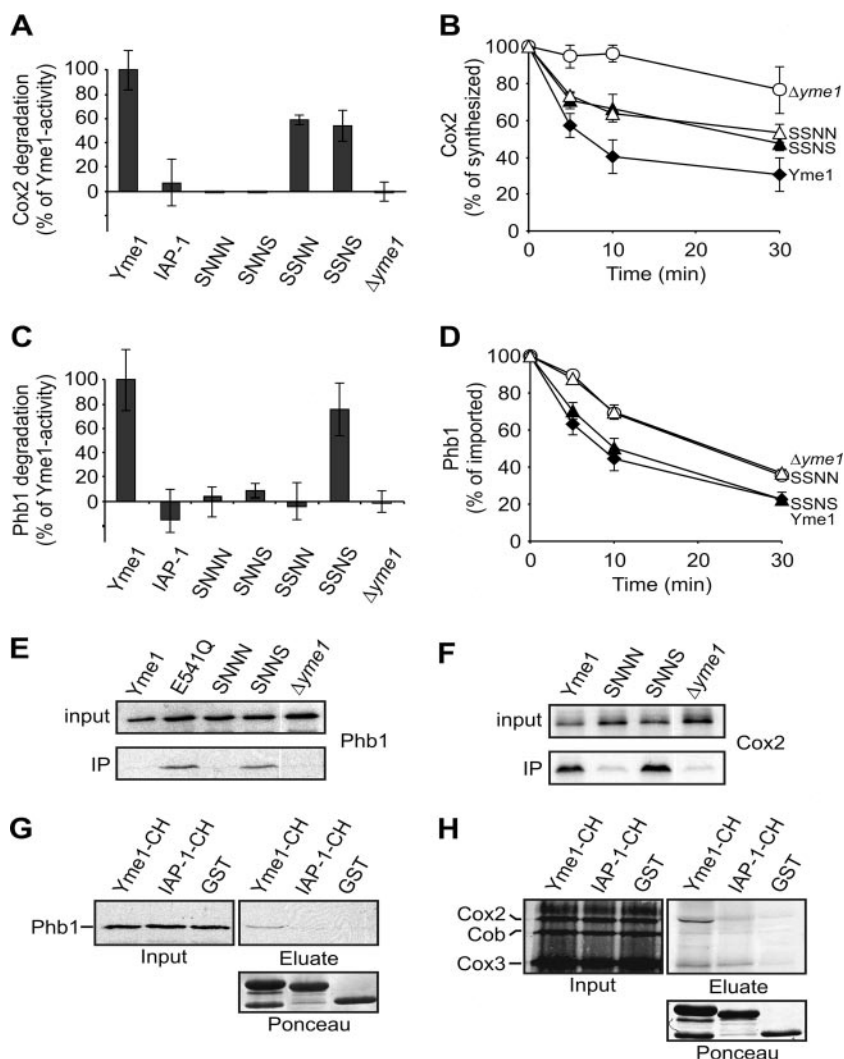 A
Cox2 degradation
(% of Yme1-activity)
100
80
60
40
20
0
Yme1
IAP-1
SNNN
SNNS
SSNN
SSNS
Δyme1
B
Cox2
(% of synthesized)
100
80
60
40
20
0
0
10
20
30
Time (min)
Δyme1
SSNN
SSNS
Yme1
C
Phb1 degradation
(% of Yme1-activity)
100
80
60
40
20
0
Yme1
IAP-1
SNNN
SNNS
SSNN
SSNS
Δyme1
D
Phb1
(% of imported)
100
80
60
40
20
0
0
10
20
30
Time (min)
Δyme1
SSNN
SSNS
Yme1
E
Yme1
E541Q
SNNN
SNNS
Δyme1
input
IP
Phb1
F
Yme1
SNNN
SNNS
Δyme1
input
IP
Cox2
G
Yme1-CH
IAP-1-CH
GST
Yme1-CH
IAP-1-CH
GST
Phb1
Input
Eluate
Ponceau
H
Yme1-CH
IAP-1-CH
GST
Yme1-CH
IAP-1-CH
GST
Cox2
Cob
Cox3
Input
Eluate
Ponceau